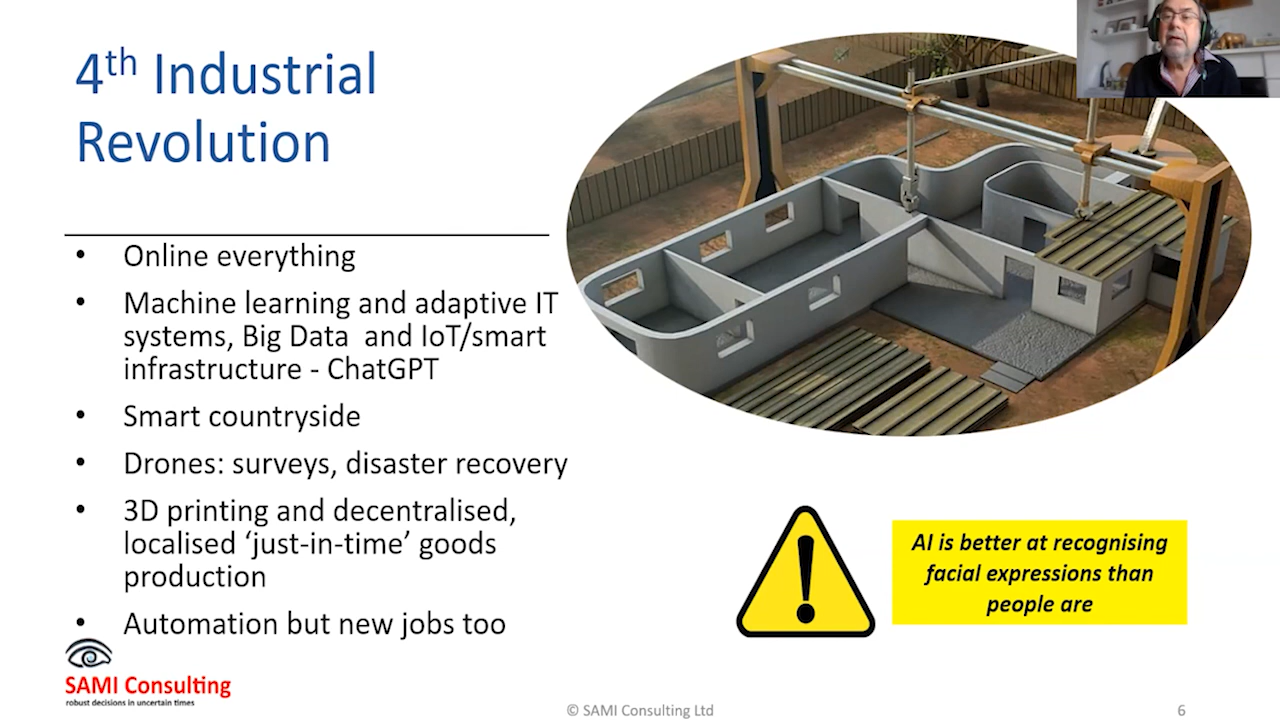 4th Industrial
Revolution
• Online everything
• Machine learning and adaptive IT
systems, Big Data and IoT/smart
infrastructure - ChatGPT
• Smart countryside
• Drones: surveys, disaster recovery
• 3D printing and decentralised,
localised ‘just-in-time’ goods
production
• Automation but new jobs too
AI is better at recognising
facial expressions than
people are
SAMI Consulting
robust decisions in uncertain times
© SAMI Consulting Ltd
6